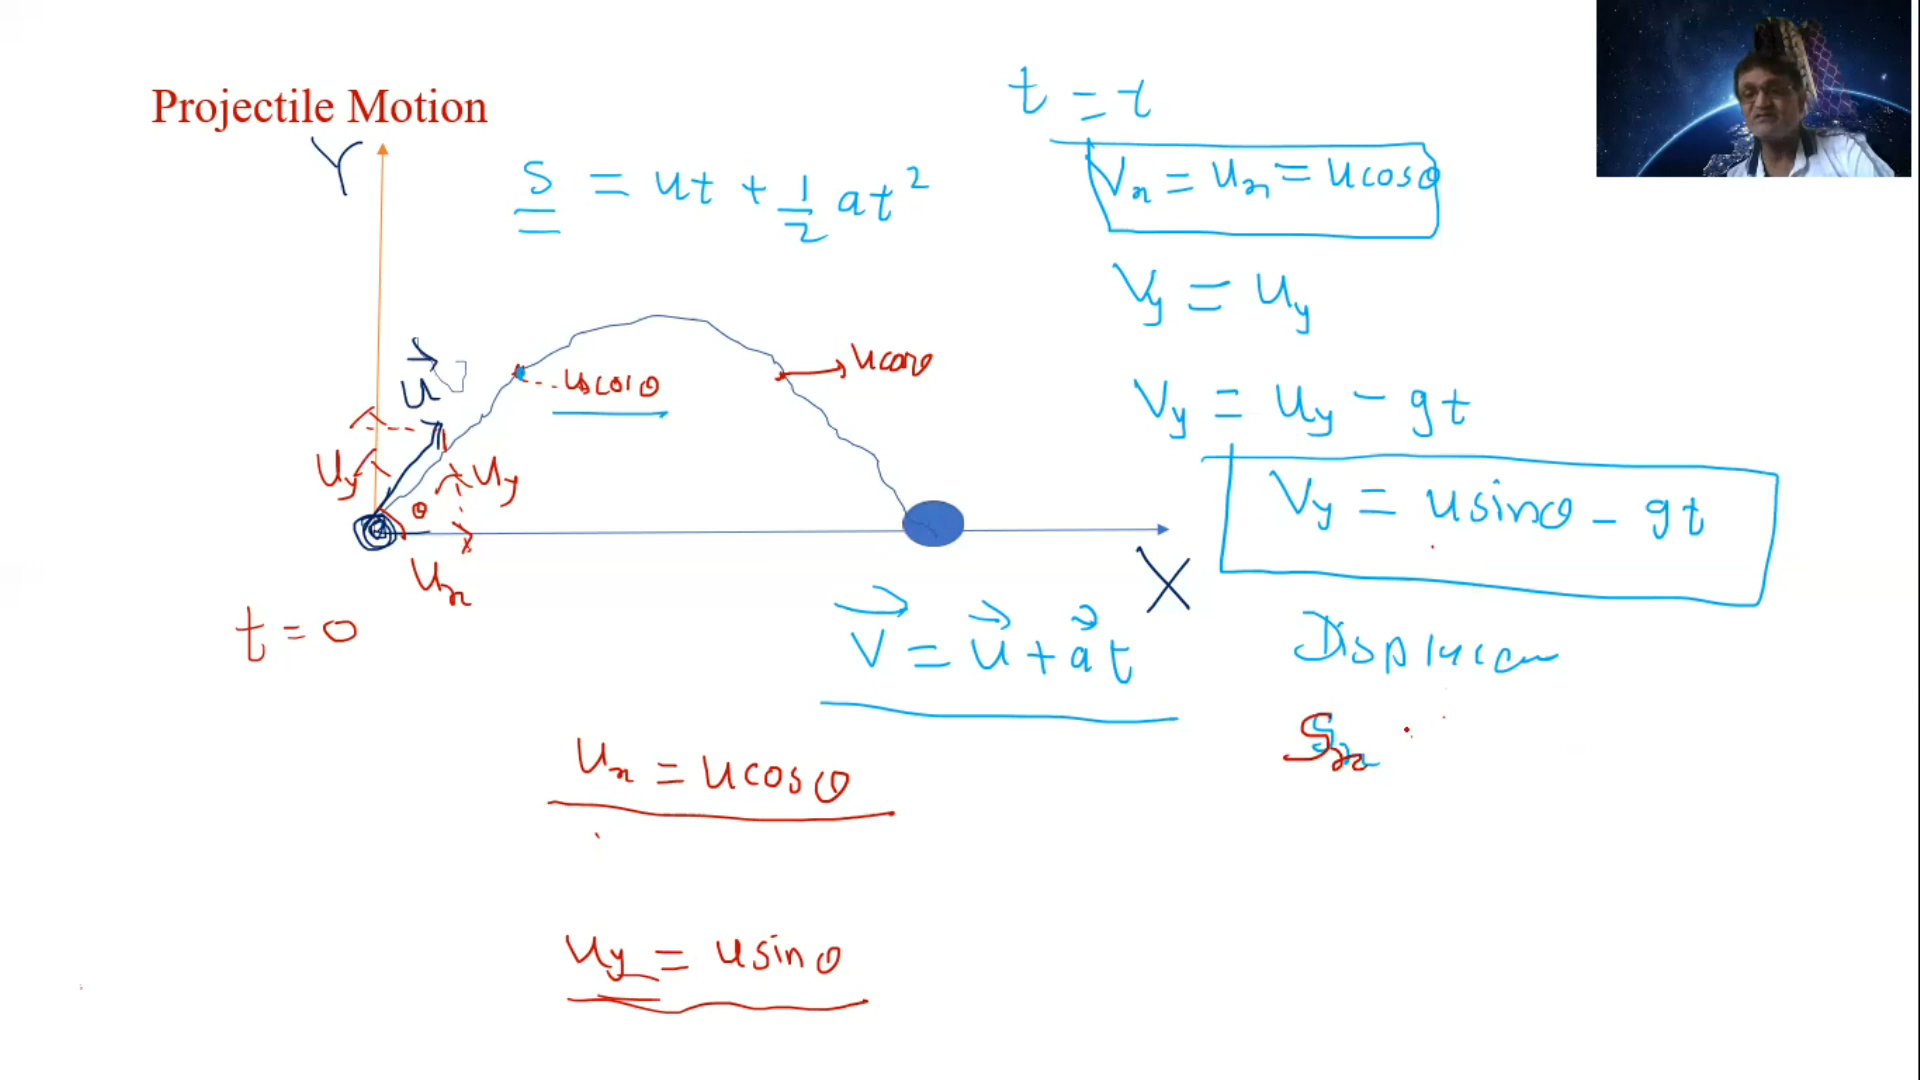 Projectile Motion
Y
s = ut + 1/2 at²
t = t
Vx = Ux = ucosθ
Vy = Uy
Vy = Uy - gt
Vy = usinθ - gt
u
ucosθ
ucosθ
Uy
Uy
θ
Ux
X
t = 0
V = u + at
Sx
Ux = ucosθ
Uy = usinθ